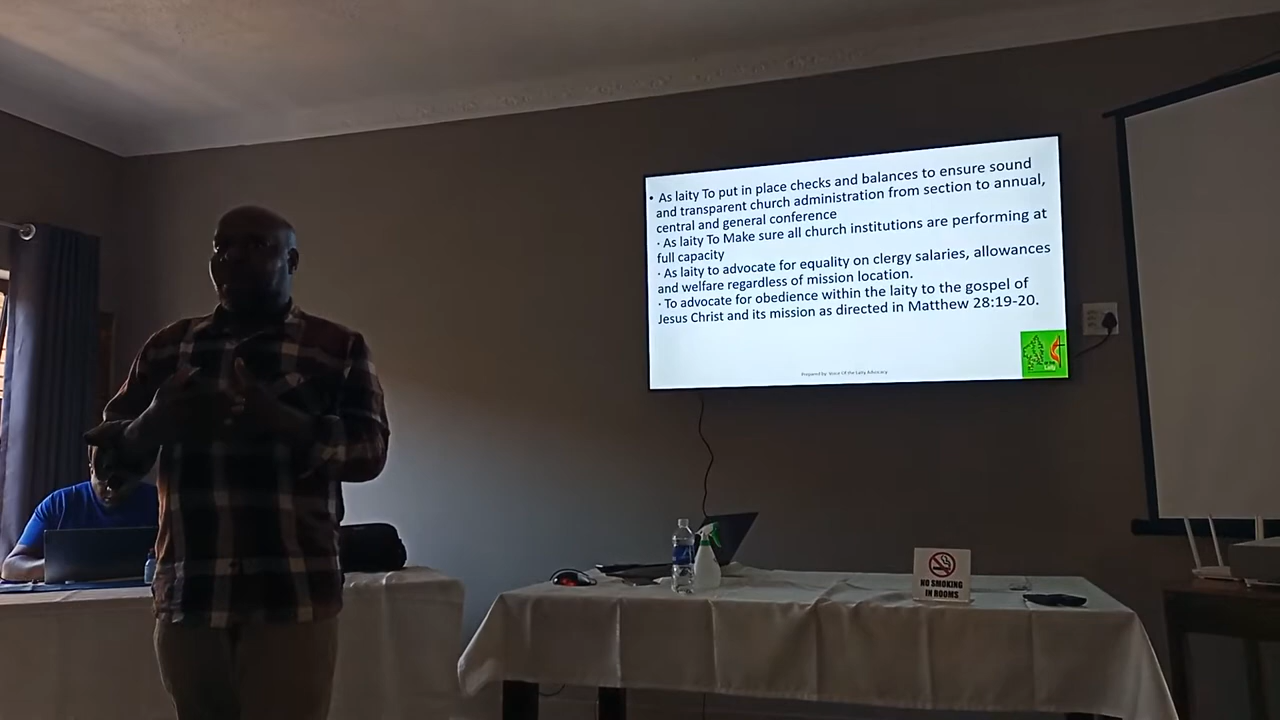 • As laity To put in place checks and balances to ensure sound
and transparent church administration from section to annual,
central and general conference
· As laity To Make sure all church institutions are performing at
full capacity
· As laity to advocate for equality on clergy salaries, allowances
and welfare regardless of mission location.
· To advocate for obedience within the laity to the gospel of
Jesus Christ and its mission as directed in Matthew 28:19-20.
Prepared by: Voice Of the Laity Advocacy
Laity
NO SMOKING
IN ROOMS